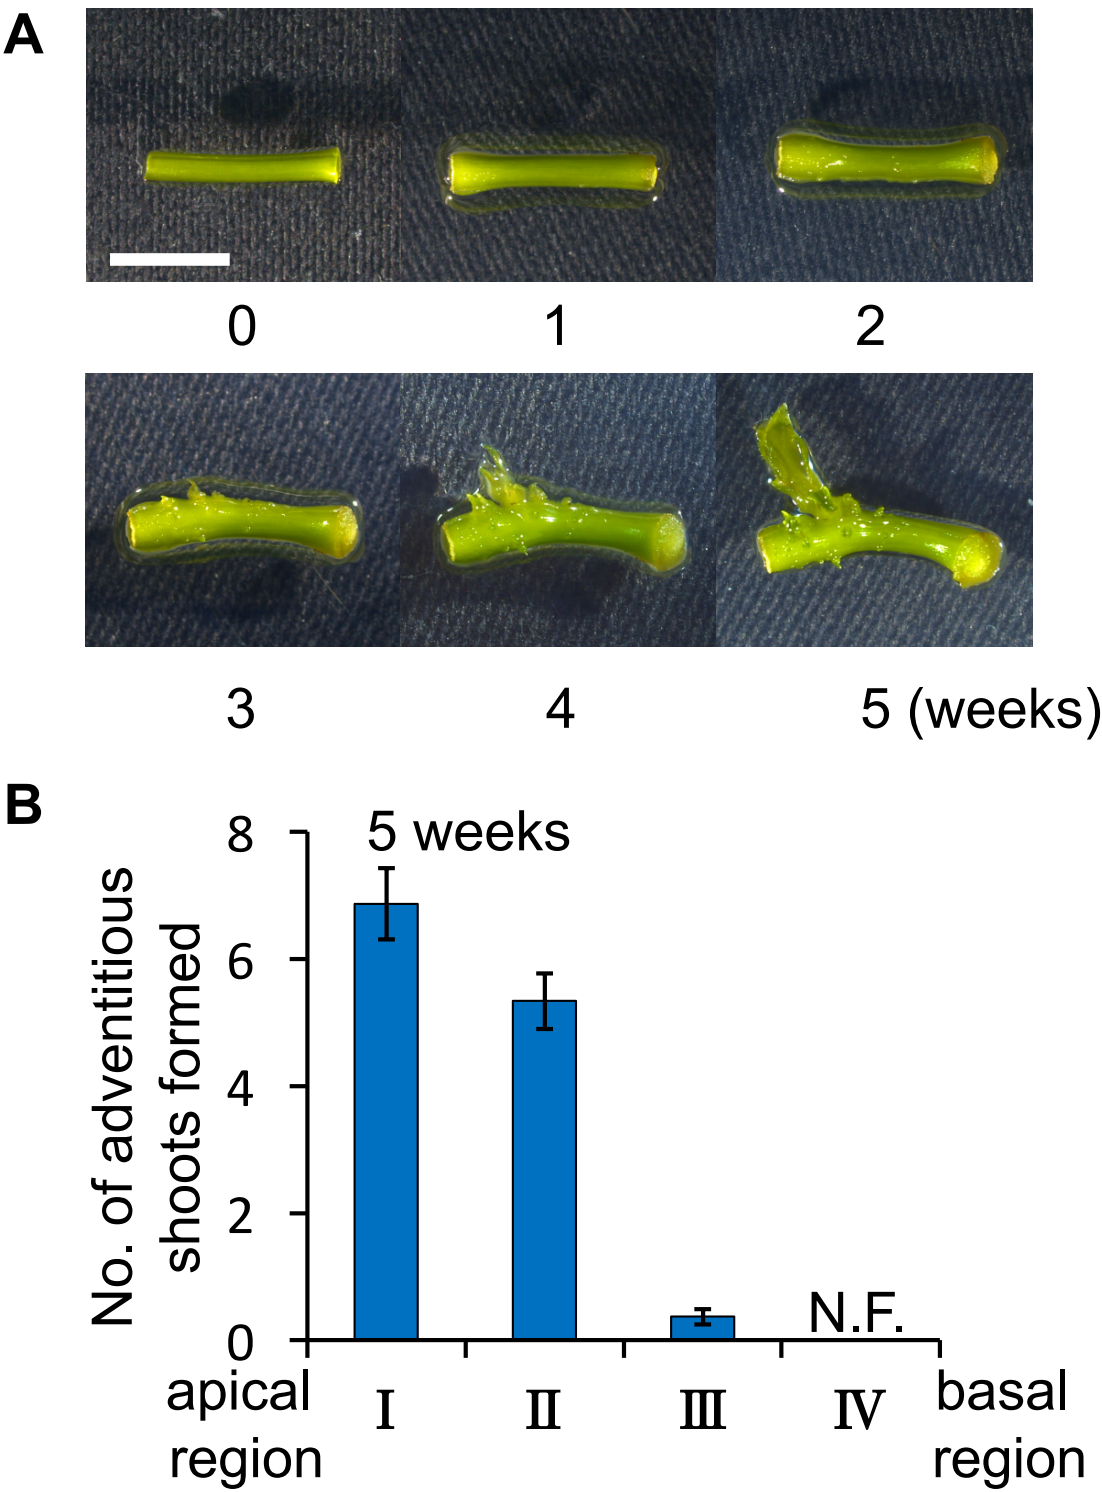 A
0 1 2
3 4 5 (weeks)
B
5 weeks
No. of adventitious
shoots formed
8
6
4
2
0
N.F.
apical
region
I II III IV
basal
region